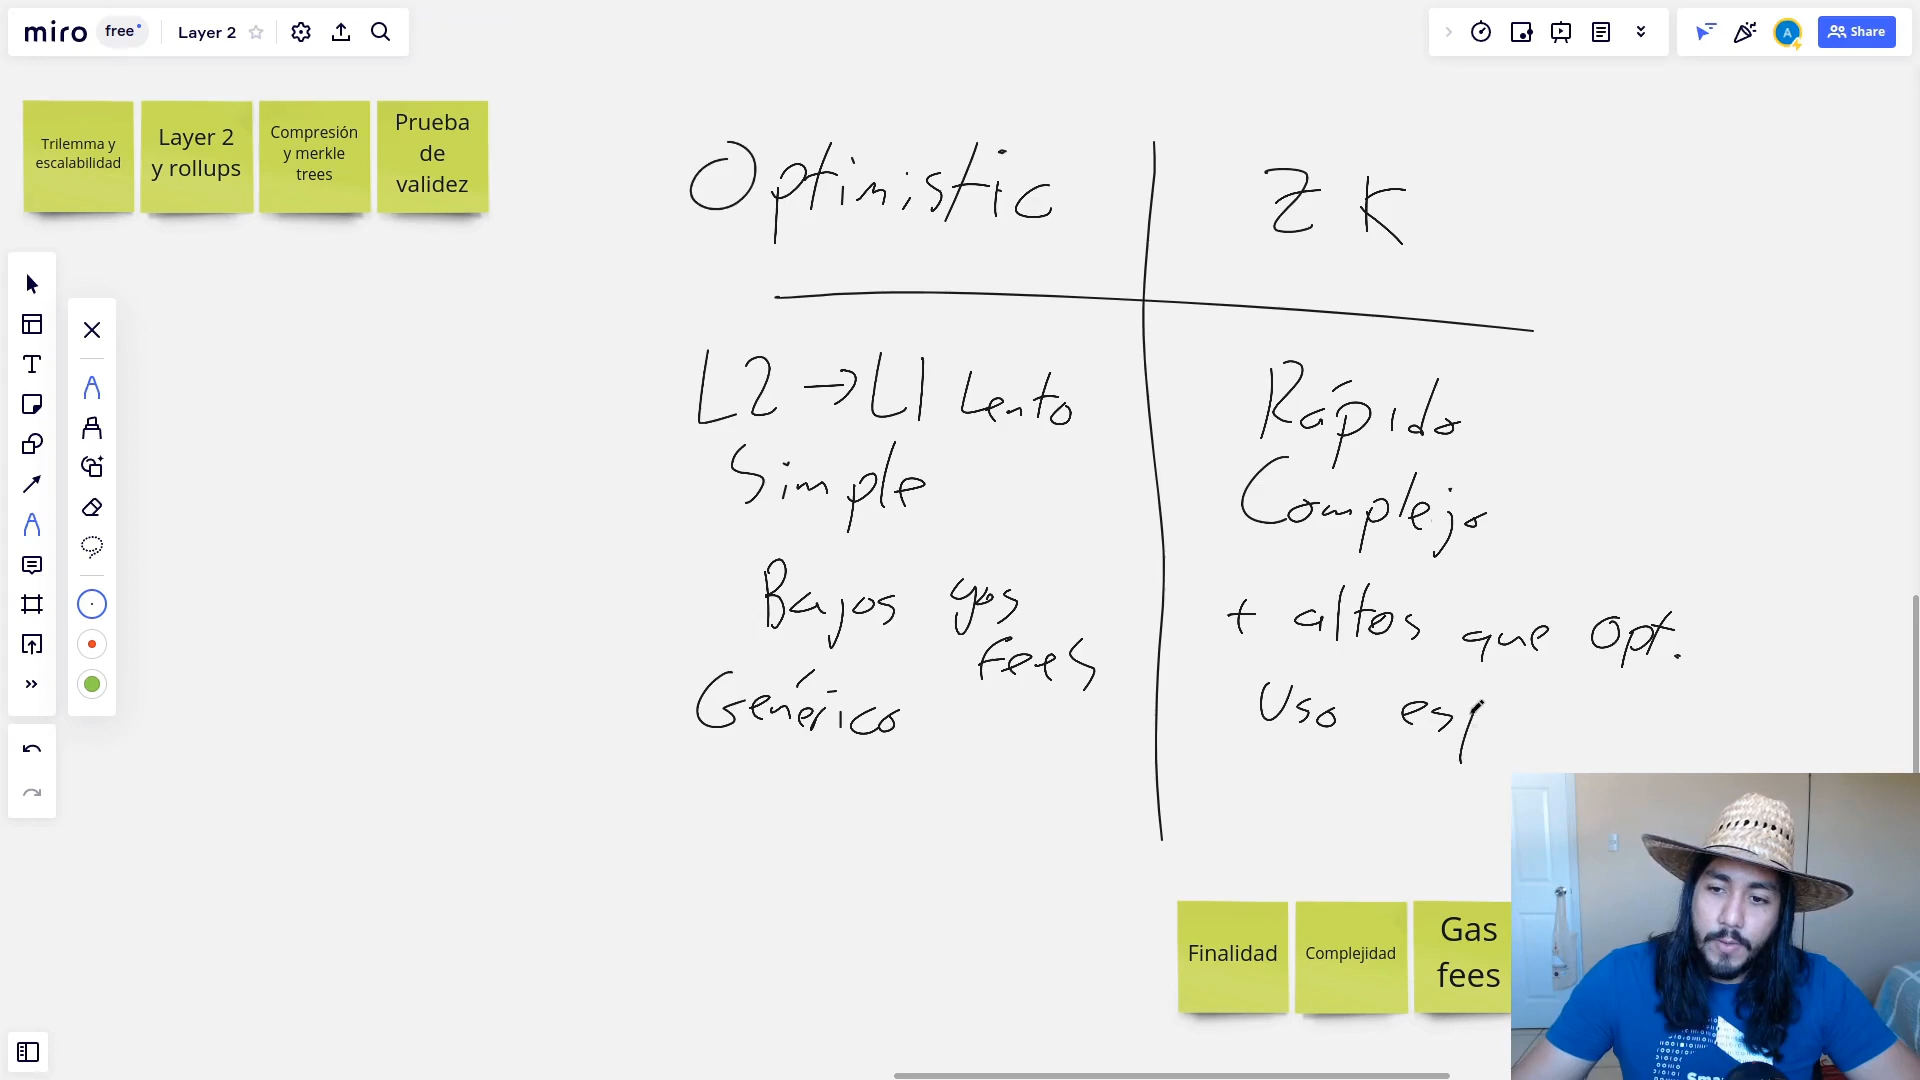 miro free Layer 2
Share
Trilemma y
escalabilidad
Layer 2
y rollups
Compresión
y merkle
trees
Prueba
de
validez
Optimistic ZK
L2 → L1 Lento Rápido
Simple Complejo
Bajos gas
Fees
+ altos que Opt.
Genérico Uso esp
Finalidad
Complejidad
Gas
fees
A